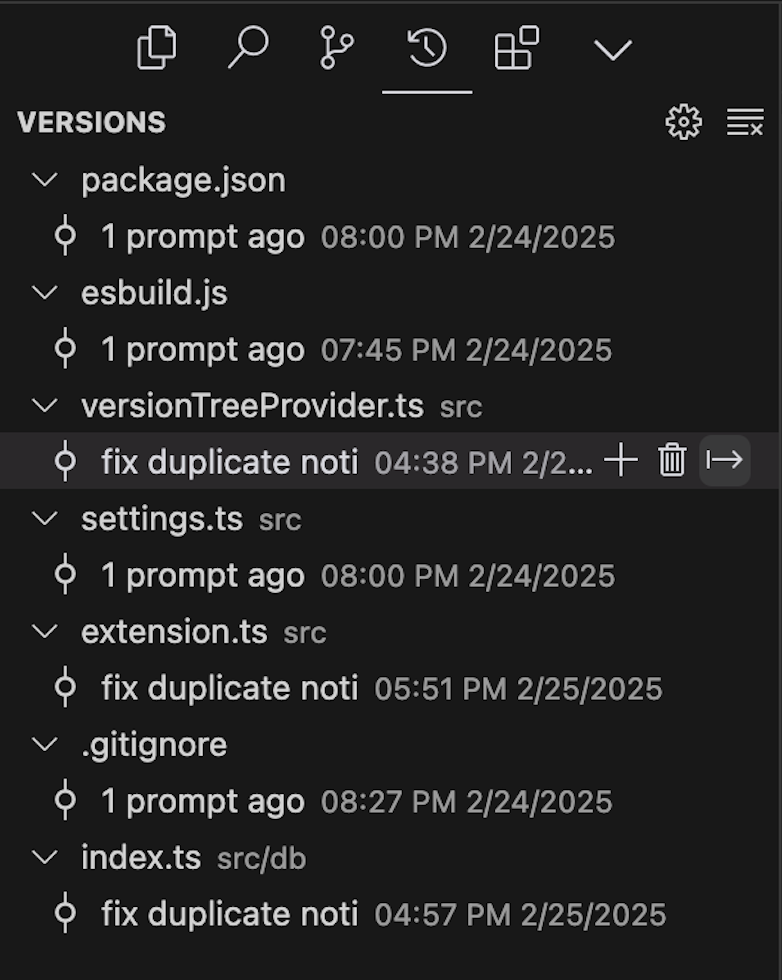 VERSIONS
package.json
1 prompt ago 08:00 PM 2/24/2025
esbuild.js
1 prompt ago 07:45 PM 2/24/2025
versionTreeProvider.ts src
fix duplicate noti 04:38 PM 2/2...
settings.ts src
1 prompt ago 08:00 PM 2/24/2025
extension.ts src
fix duplicate noti 05:51 PM 2/25/2025
.gitignore
1 prompt ago 08:27 PM 2/24/2025
index.ts src/db
fix duplicate noti 04:57 PM 2/25/2025